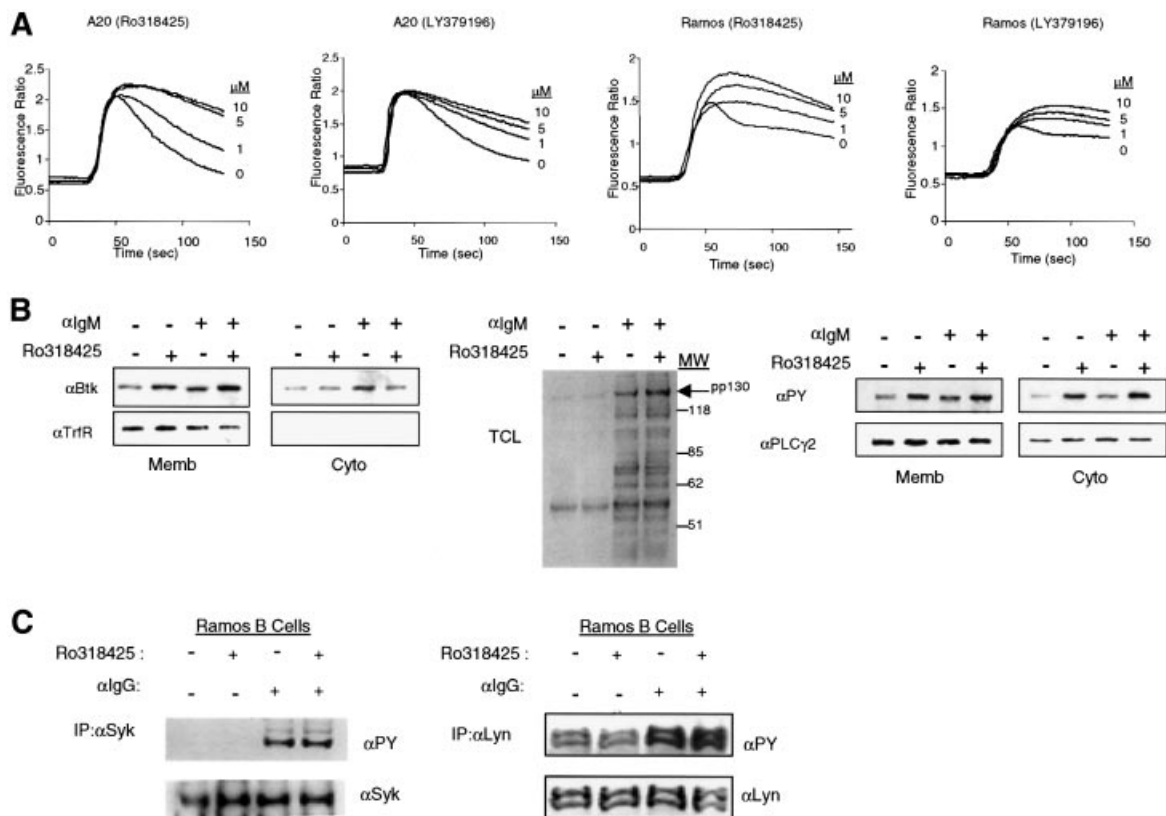 A
A20 (Ro318425)
Fluorescence Ratio
2.5
2
1.5
1
0.5
0
0 50 100 150
Time (sec)
μM
10
5
1
0
A20 (LY379196)
Fluorescence Ratio
2.5
2
1.5
1
0.5
0
0 50 100 150
Time (sec)
μM
10
5
1
0
Ramos (Ro318425)
Fluorescence Ratio
2
1.5
1
0.5
0
0 50 100 150
Time (sec)
μM
10
5
1
0
Ramos (LY379196)
Fluorescence Ratio
2
1.5
1
0.5
0
0 50 100 150
Time (sec)
μM
10
5
1
0
B
αIgM - - + +
Ro318425 - + - +
αBtk
αTrfR
Memb
- - + +
- + - +
Cyto
αIgM - - + +
Ro318425 - + - +
MW
pp130
118
85
62
51
TCL
αIgM - - + +
Ro318425 - + - +
αPY
αPLCγ2
Memb
- - + +
- + - +
Cyto
C
Ramos B Cells
Ro318425 : - + - +
αIgG: - - + +
IP:αSyk
αPY
αSyk
Ramos B Cells
Ro318425 : - + - +
αIgG: - - + +
IP:αLyn
αPY
αLyn